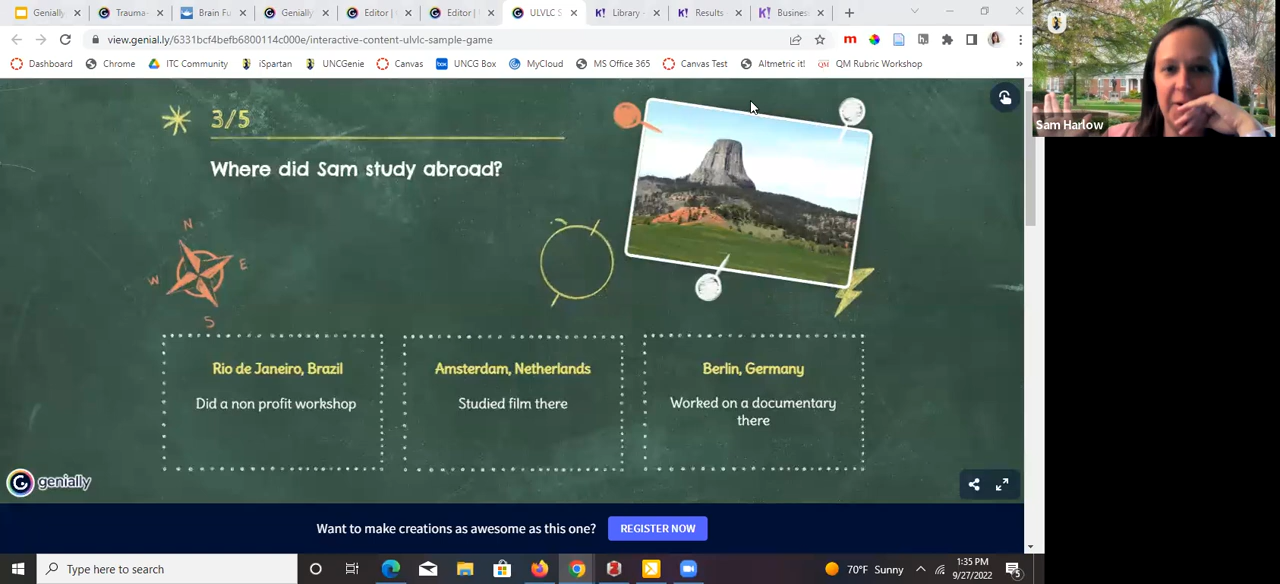 Genially
Trauma-
Brain Fu
Genially
Editor |
Editor |
ULVLC S
Library
Results
Busines
view.genial.ly/6331bcf4befb6800114c000e/interactive-content-ulvlc-sample-game
Dashboard
Chrome
ITC Community
iSpartan
UNCGenie
Canvas
UNCG Box
MyCloud
MS Office 365
Canvas Test
Altmetric it!
QM Rubric Workshop
»
Sam Harlow
3/5
Where did Sam study abroad?
N
W
E
S
Rio de Janeiro, Brazil
Did a non profit workshop
Amsterdam, Netherlands
Studied film there
Berlin, Germany
Worked on a documentary
there
genially
Want to make creations as awesome as this one?
REGISTER NOW
Type here to search
70°F Sunny
1:35 PM
9/27/2022
5